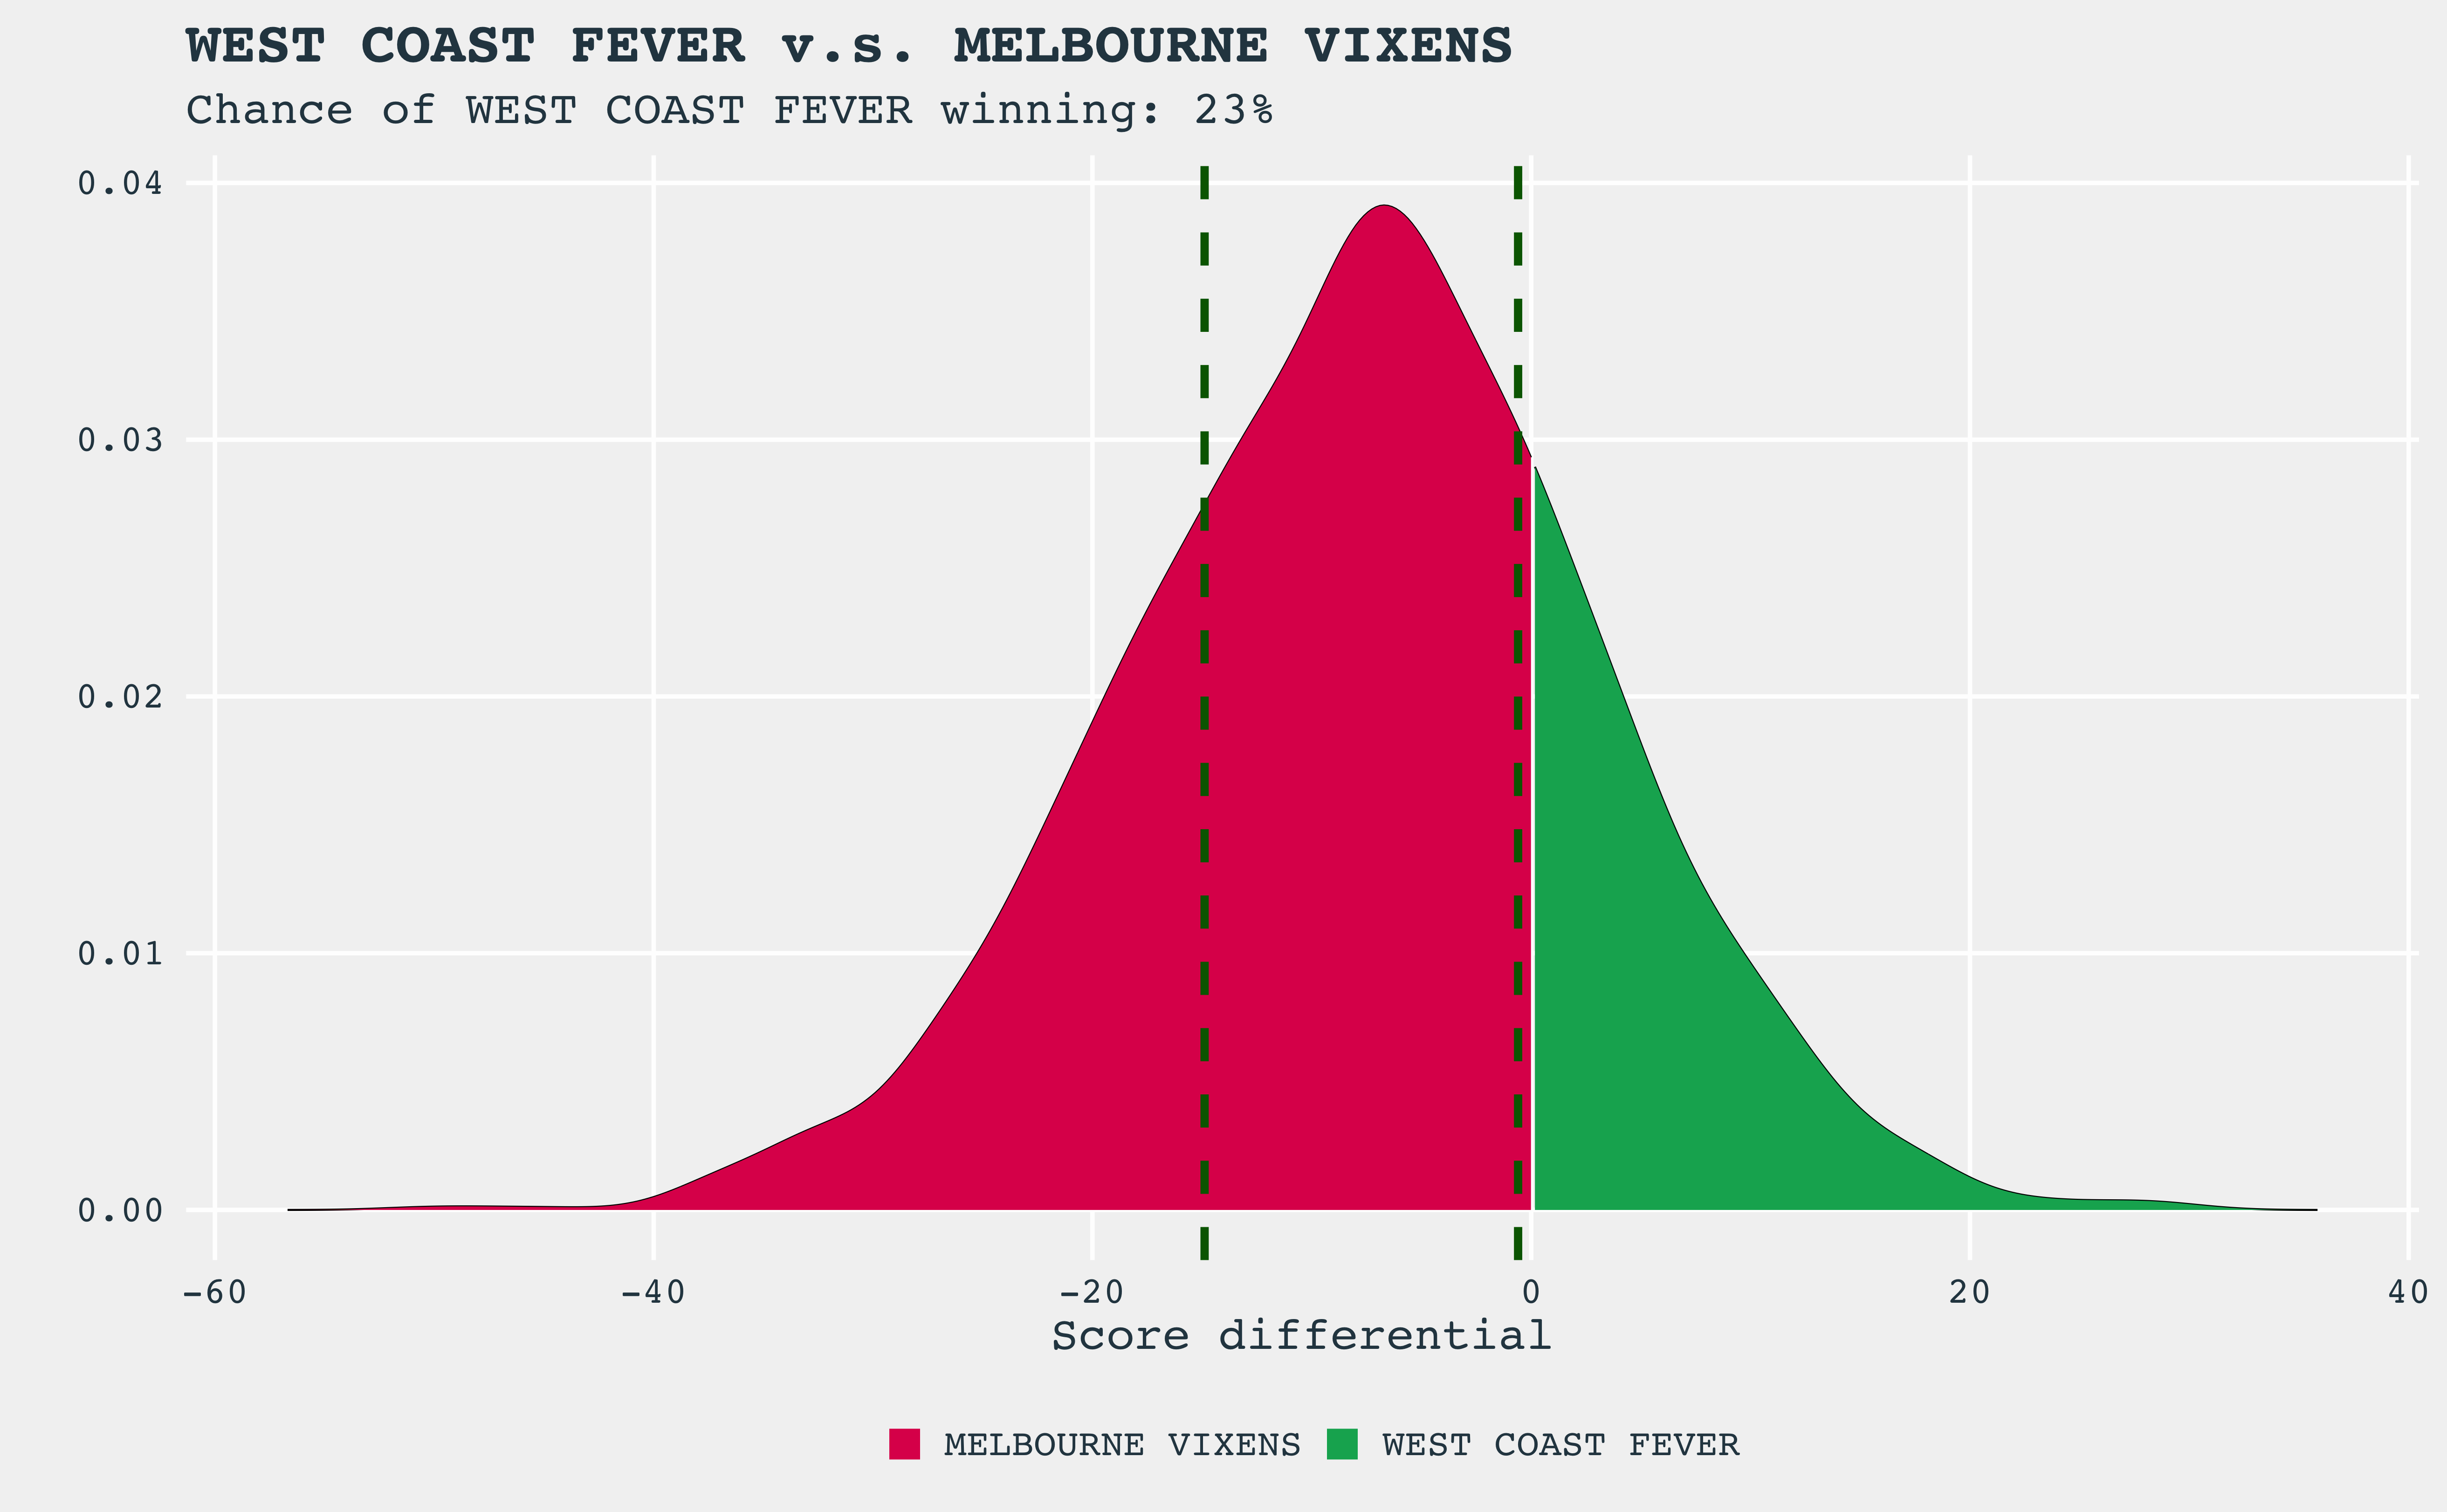 WEST COAST FEVER v.s. MELBOURNE VIXENS
Chance of WEST COAST FEVER winning: 23%
0.04
0.03
0.02
0.01
0.00
-60 -40 -20 0 20 40
Score differential
MELBOURNE VIXENS WEST COAST FEVER